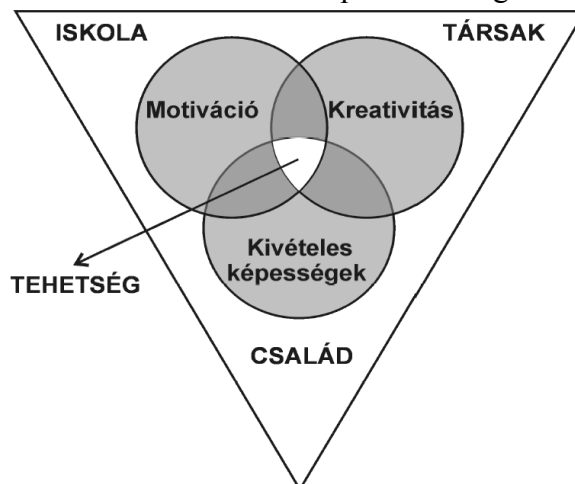 ISKOLA
TÁRSAK
Motiváció
Kreativitás
Kivételes
képességek
TEHETSÉG
CSALÁD